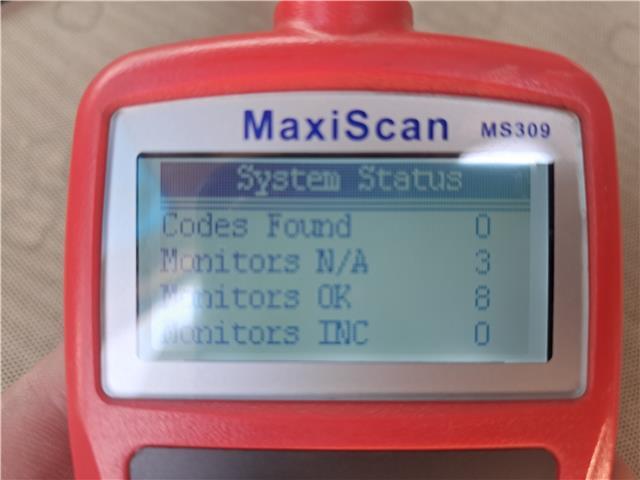 MaxiScan MS309
System Status
Codes Found 0
Monitors N/A 3
Monitors OK 8
Monitors INC 0